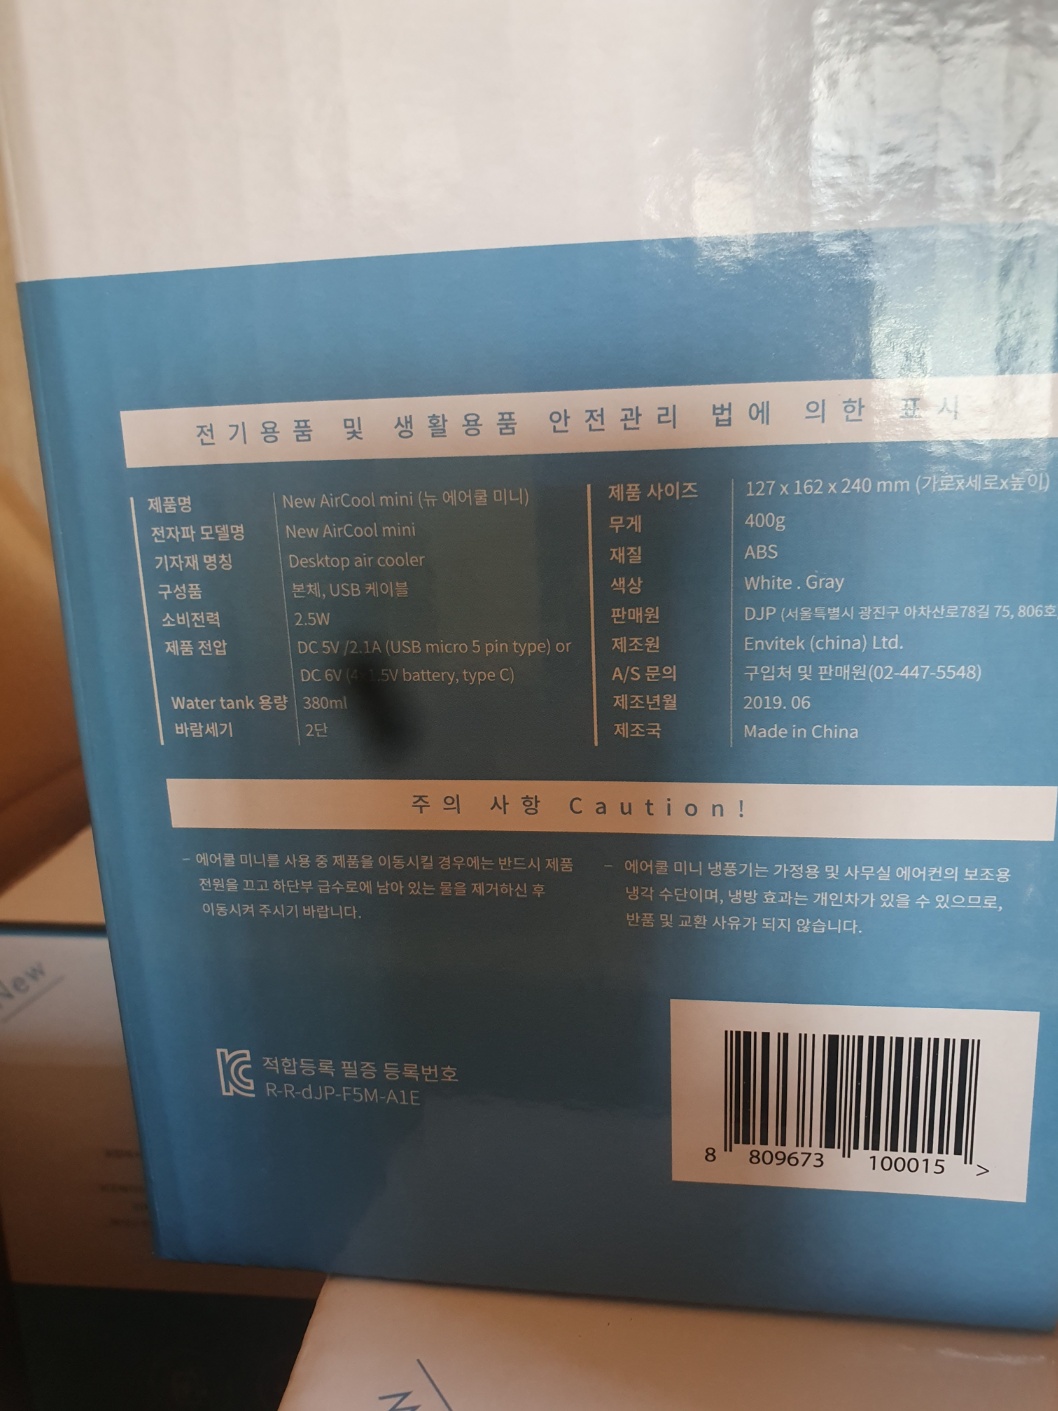 전기용품 및 생활용품 안전관리 법에 의한 표시
제품명 New AirCool mini (뉴 에어쿨 미니)
전자파 모델명 New AirCool mini
기자재 명칭 Desktop air cooler
구성품 본체, USB 케이블
소비전력 2.5W
제품 전압 DC 5V /2.1A (USB micro 5 pin type) or
DC 6V (4x1.5V battery, type C)
Water tank 용량 380ml
바람세기 2단
제품 사이즈 127 x 162 x 240 mm (가로x세로x높이)
무게 400g
재질 ABS
색상 White . Gray
판매원 DJP (서울특별시 광진구 아차산로78길 75, 806호
제조원 Envitek (china) Ltd.
A/S 문의 구입처 및 판매원(02-447-5548)
제조년월 2019. 06
제조국 Made in China
주의 사항 Caution!
– 에어쿨 미니를 사용 중 제품을 이동시킬 경우에는 반드시 제품
전원을 끄고 하단부 급수로에 남아 있는 물을 제거하신 후
이동시켜 주시기 바랍니다.
– 에어쿨 미니 냉풍기는 가정용 및 사무실 에어컨의 보조용
냉각 수단이며, 냉방 효과는 개인차가 있을 수 있으므로,
반품 및 교환 사유가 되지 않습니다.
적합등록 필증 등록번호
R-R-dJP-F5M-A1E
8 809673 100015 >
New